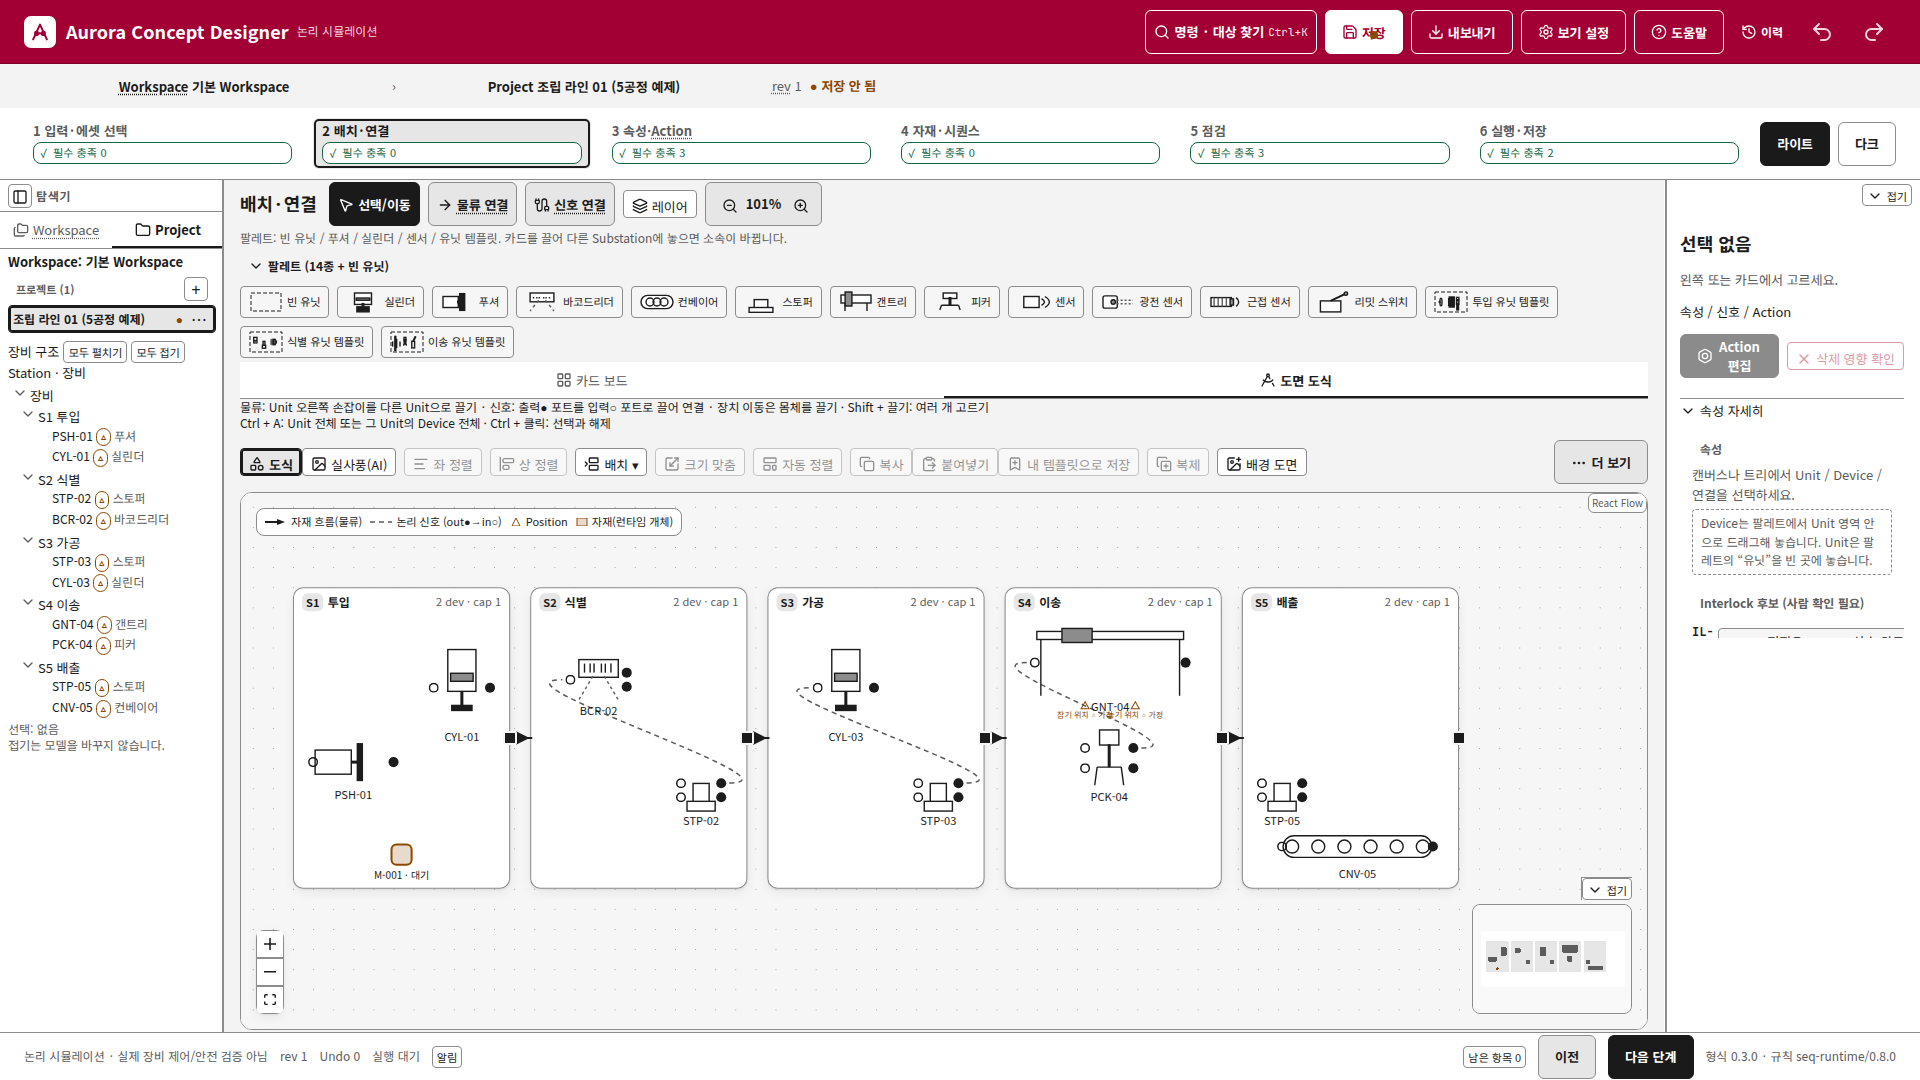 Aurora Concept Designer 논리 시뮬레이션
명령 · 대상 찾기 Ctrl+K
저장
내보내기
보기 설정
도움말
이력
Workspace 기본 Workspace › Project 조립 라인 01 (5공정 예제) rev 1 ● 저장 안 됨
1 입력·에셋 선택
✓ 필수 충족 0
2 배치·연결
✓ 필수 충족 0
3 속성·Action
✓ 필수 충족 3
4 자재·시퀀스
✓ 필수 충족 0
5 점검
✓ 필수 충족 3
6 실행·저장
✓ 필수 충족 2
라이트
다크
탐색기
Workspace
Project
Workspace: 기본 Workspace
프로젝트 (1)
+
조립 라인 01 (5공정 예제) ● ···
장비 구조 모두 펼치기 모두 접기
Station · 장비
장비
S1 투입
PSH-01 푸셔
CYL-01 실린더
S2 식별
STP-02 스토퍼
BCR-02 바코드리더
S3 가공
STP-03 스토퍼
CYL-03 실린더
S4 이송
GNT-04 갠트리
PCK-04 피커
S5 배출
STP-05 스토퍼
CNV-05 컨베이어
선택: 없음
접기는 모델을 바꾸지 않습니다.
배치·연결
선택/이동
물류 연결
신호 연결
레이어
101%
팔레트: 빈 유닛 / 푸셔 / 실린더 / 센서 / 유닛 템플릿. 카드를 끌어 다른 Substation에 놓으면 소속이 바뀝니다.
팔레트 (14종 + 빈 유닛)
빈 유닛
실린더
푸셔
바코드리더
컨베이어
스토퍼
갠트리
피커
센서
광전 센서
근접 센서
리밋 스위치
투입 유닛 템플릿
식별 유닛 템플릿
이송 유닛 템플릿
카드 보드
도면 도식
물류: Unit 오른쪽 손잡이를 다른 Unit으로 끌기 · 신호: 출력● 포트를 입력○ 포트로 끌어 연결 · 장치 이동은 몸체를 끌기 · Shift + 끌기: 여러 개 고르기
Ctrl + A: Unit 전체 또는 그 Unit의 Device 전체 · Ctrl + 클릭: 선택과 해제
도식
실사풍(AI)
좌 정렬
상 정렬
배치 ▾
크기 맞춤
자동 정렬
복사
붙여넣기
내 템플릿으로 저장
복제
배경 도면
··· 더 보기
React Flow
자재 흐름(물류)
논리 신호 (out●→in○)
△ Position
자재(런타임 개체)
S1 투입 2 dev · cap 1
CYL-01
PSH-01
M-001 · 대기
S2 식별 2 dev · cap 1
BCR-02
STP-02
S3 가공 2 dev · cap 1
CYL-03
STP-03
S4 이송 2 dev · cap 1
GNT-04
PCK-04
S5 배출 2 dev · cap 1
STP-05
CNV-05
접기
접기
선택 없음
왼쪽 또는 카드에서 고르세요.
속성 / 신호 / Action
Action
편집
삭제 영향 확인
속성 자세히
속성
캔버스나 트리에서 Unit / Device /
연결을 선택하세요.
Device는 팔레트에서 Unit 영역 안
으로 드래그해 놓습니다. Unit은 팔
레트의 “유닛”을 빈 곳에 놓습니다.
Interlock 후보 (사람 확인 필요)
IL-
논리 시뮬레이션 · 실제 장비 제어/안전 검증 아님 rev 1 Undo 0 실행 대기 알림
남은 항목 0
이전
다음 단계
형식 0.3.0 · 규칙 seq-runtime/0.8.0